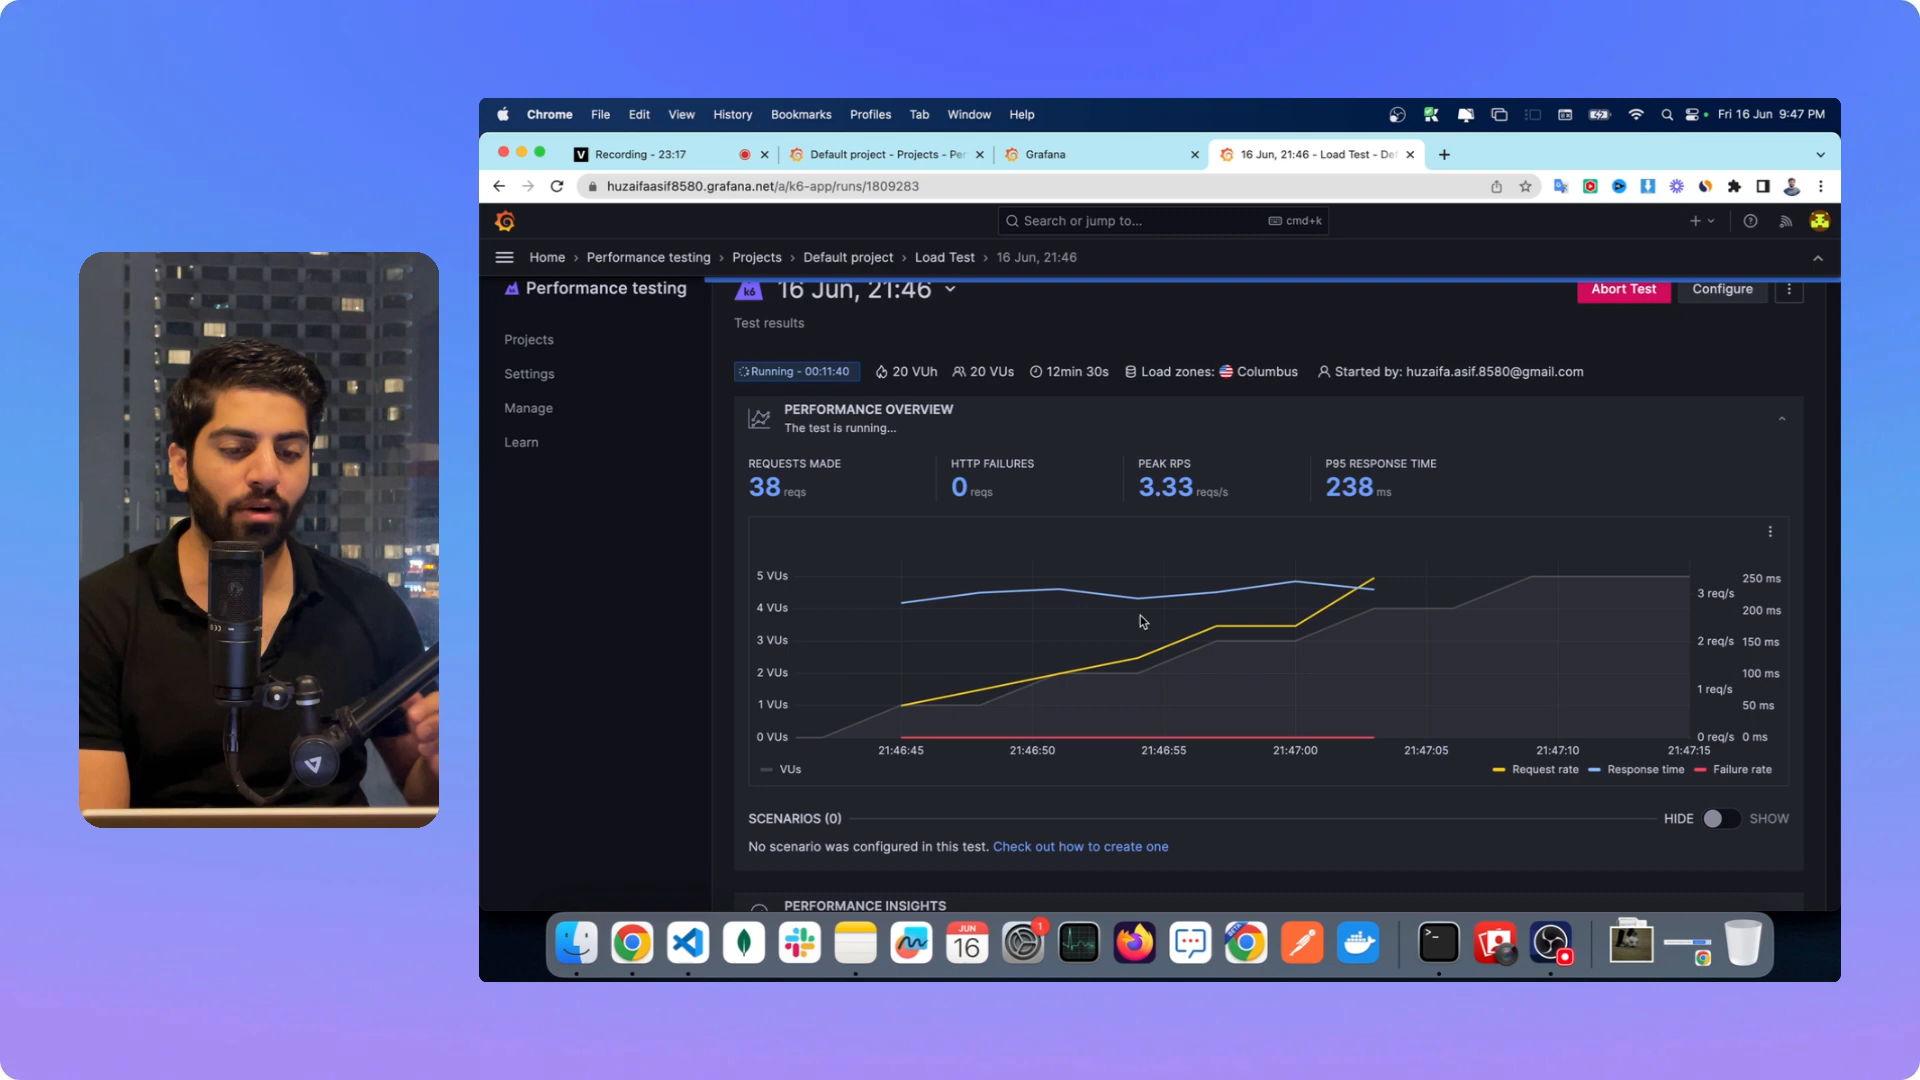 Chrome File Edit View History Bookmarks Profiles Tab Window Help Fri 16 Jun 9:47 PM
V Recording - 23:17
Default project - Projects - Per
Grafana
16 Jun, 21:46 - Load Test - Def
huzaifaasif8580.grafana.net/a/k6-app/runs/1809283
Search or jump to... cmd+k
Home › Performance testing › Projects › Default project › Load Test › 16 Jun, 21:46
Performance testing
Projects
Settings
Manage
Learn
k6 16 Jun, 21:46
Abort Test
Configure
Test results
Running - 00:11:40 20 VUh 20 VUs 12min 30s Load zones: Columbus Started by: huzaifa.asif.8580@gmail.com
PERFORMANCE OVERVIEW
The test is running...
REQUESTS MADE
38 reqs
HTTP FAILURES
0 reqs
PEAK RPS
3.33 reqs/s
P95 RESPONSE TIME
238 ms
5 VUs
4 VUs
3 VUs
2 VUs
1 VUs
0 VUs
3 req/s
2 req/s
1 req/s
0 req/s
250 ms
200 ms
150 ms
100 ms
50 ms
0 ms
21:46:45 21:46:50 21:46:55 21:47:00 21:47:05 21:47:10 21:47:15
VUs
Request rate Response time Failure rate
SCENARIOS (0)
HIDE SHOW
No scenario was configured in this test. Check out how to create one
PERFORMANCE INSIGHTS
JUN
16
1
BETA
>_